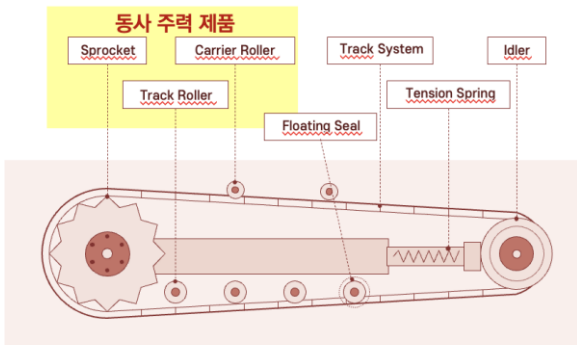 동사 주력 제품
Sprocket
Carrier Roller
Track System
Idler
Track Roller
Tension Spring
Floating Seal